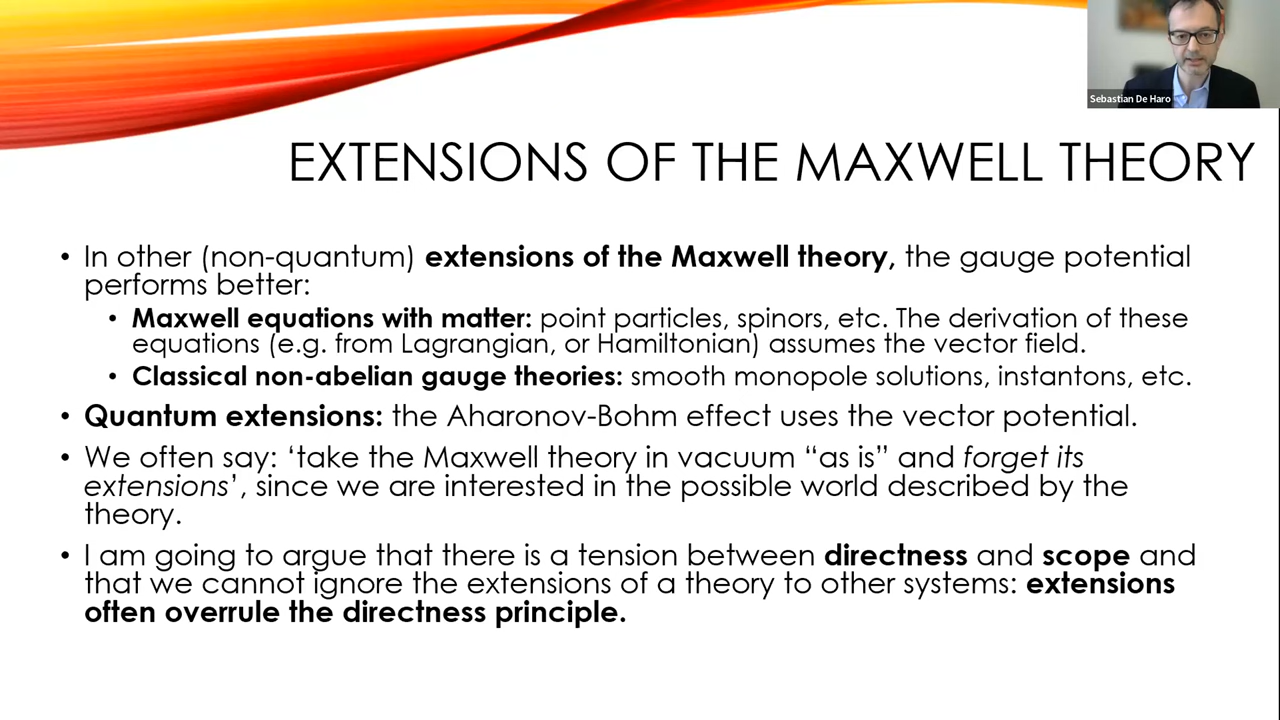 Sebastian De Haro
EXTENSIONS OF THE MAXWELL THEORY
• In other (non-quantum) extensions of the Maxwell theory, the gauge potential
performs better:
• Maxwell equations with matter: point particles, spinors, etc. The derivation of these
equations (e.g. from Lagrangian, or Hamiltonian) assumes the vector field.
• Classical non-abelian gauge theories: smooth monopole solutions, instantons, etc.
• Quantum extensions: the Aharonov-Bohm effect uses the vector potential.
• We often say: ‘take the Maxwell theory in vacuum “as is” and forget its
extensions’, since we are interested in the possible world described by the
theory.
• I am going to argue that there is a tension between directness and scope and
that we cannot ignore the extensions of a theory to other systems: extensions
often overrule the directness principle.